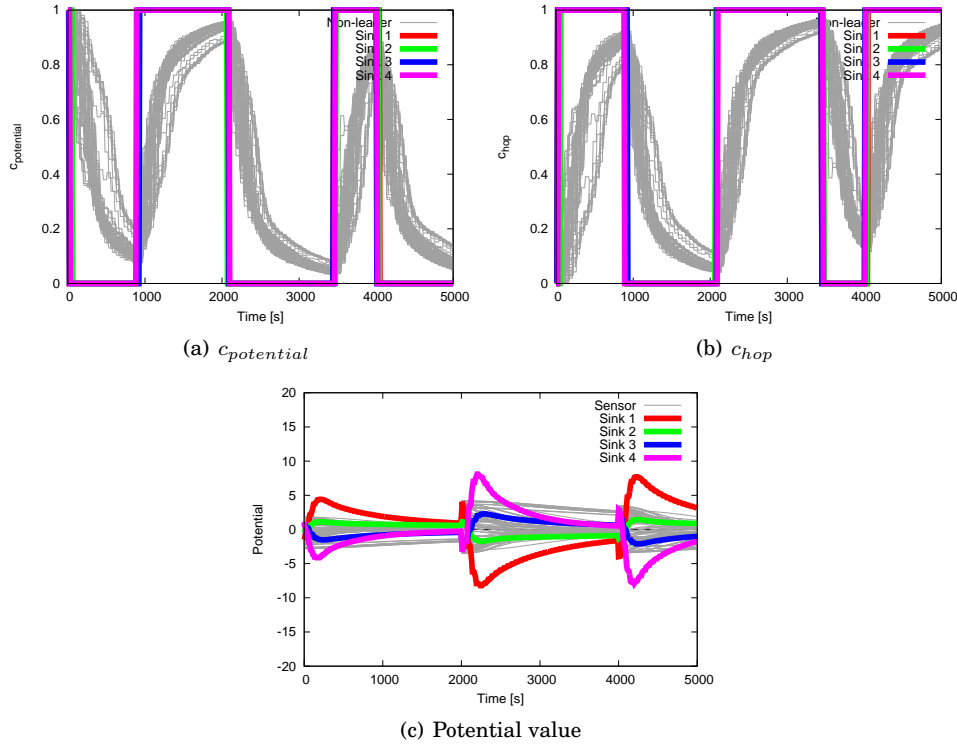 1
0.8
0.6
0.4
0.2
0
c_potential
0 1000 2000 3000 4000 5000
Time [s]
Non-leader
Sink 1
Sink 2
Sink 3
Sink 4
(a) c_potential
1
0.8
0.6
0.4
0.2
0
c_hop
0 1000 2000 3000 4000 5000
Time [s]
Non-leader
Sink 1
Sink 2
Sink 3
Sink 4
(b) c_hop
20
15
10
5
0
-5
-10
-15
-20
Potential
0 1000 2000 3000 4000 5000
Time [s]
Sensor
Sink 1
Sink 2
Sink 3
Sink 4
(c) Potential value